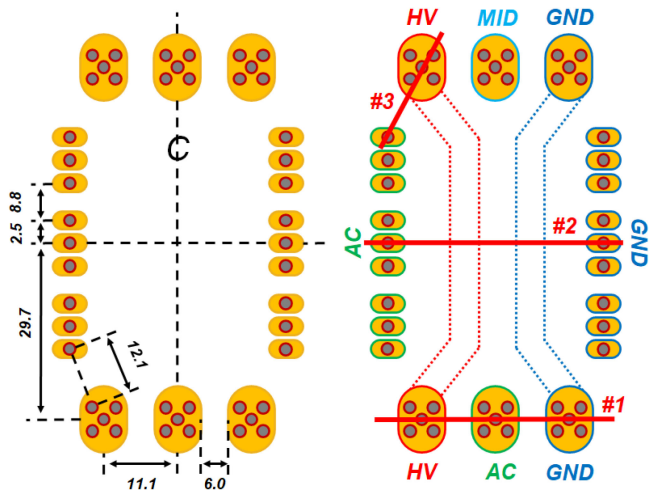 HV MID GND
#3
C
8.8
2.5
#2
AC
GND
29.7
12.1
#1
11.1
6.0
HV AC GND